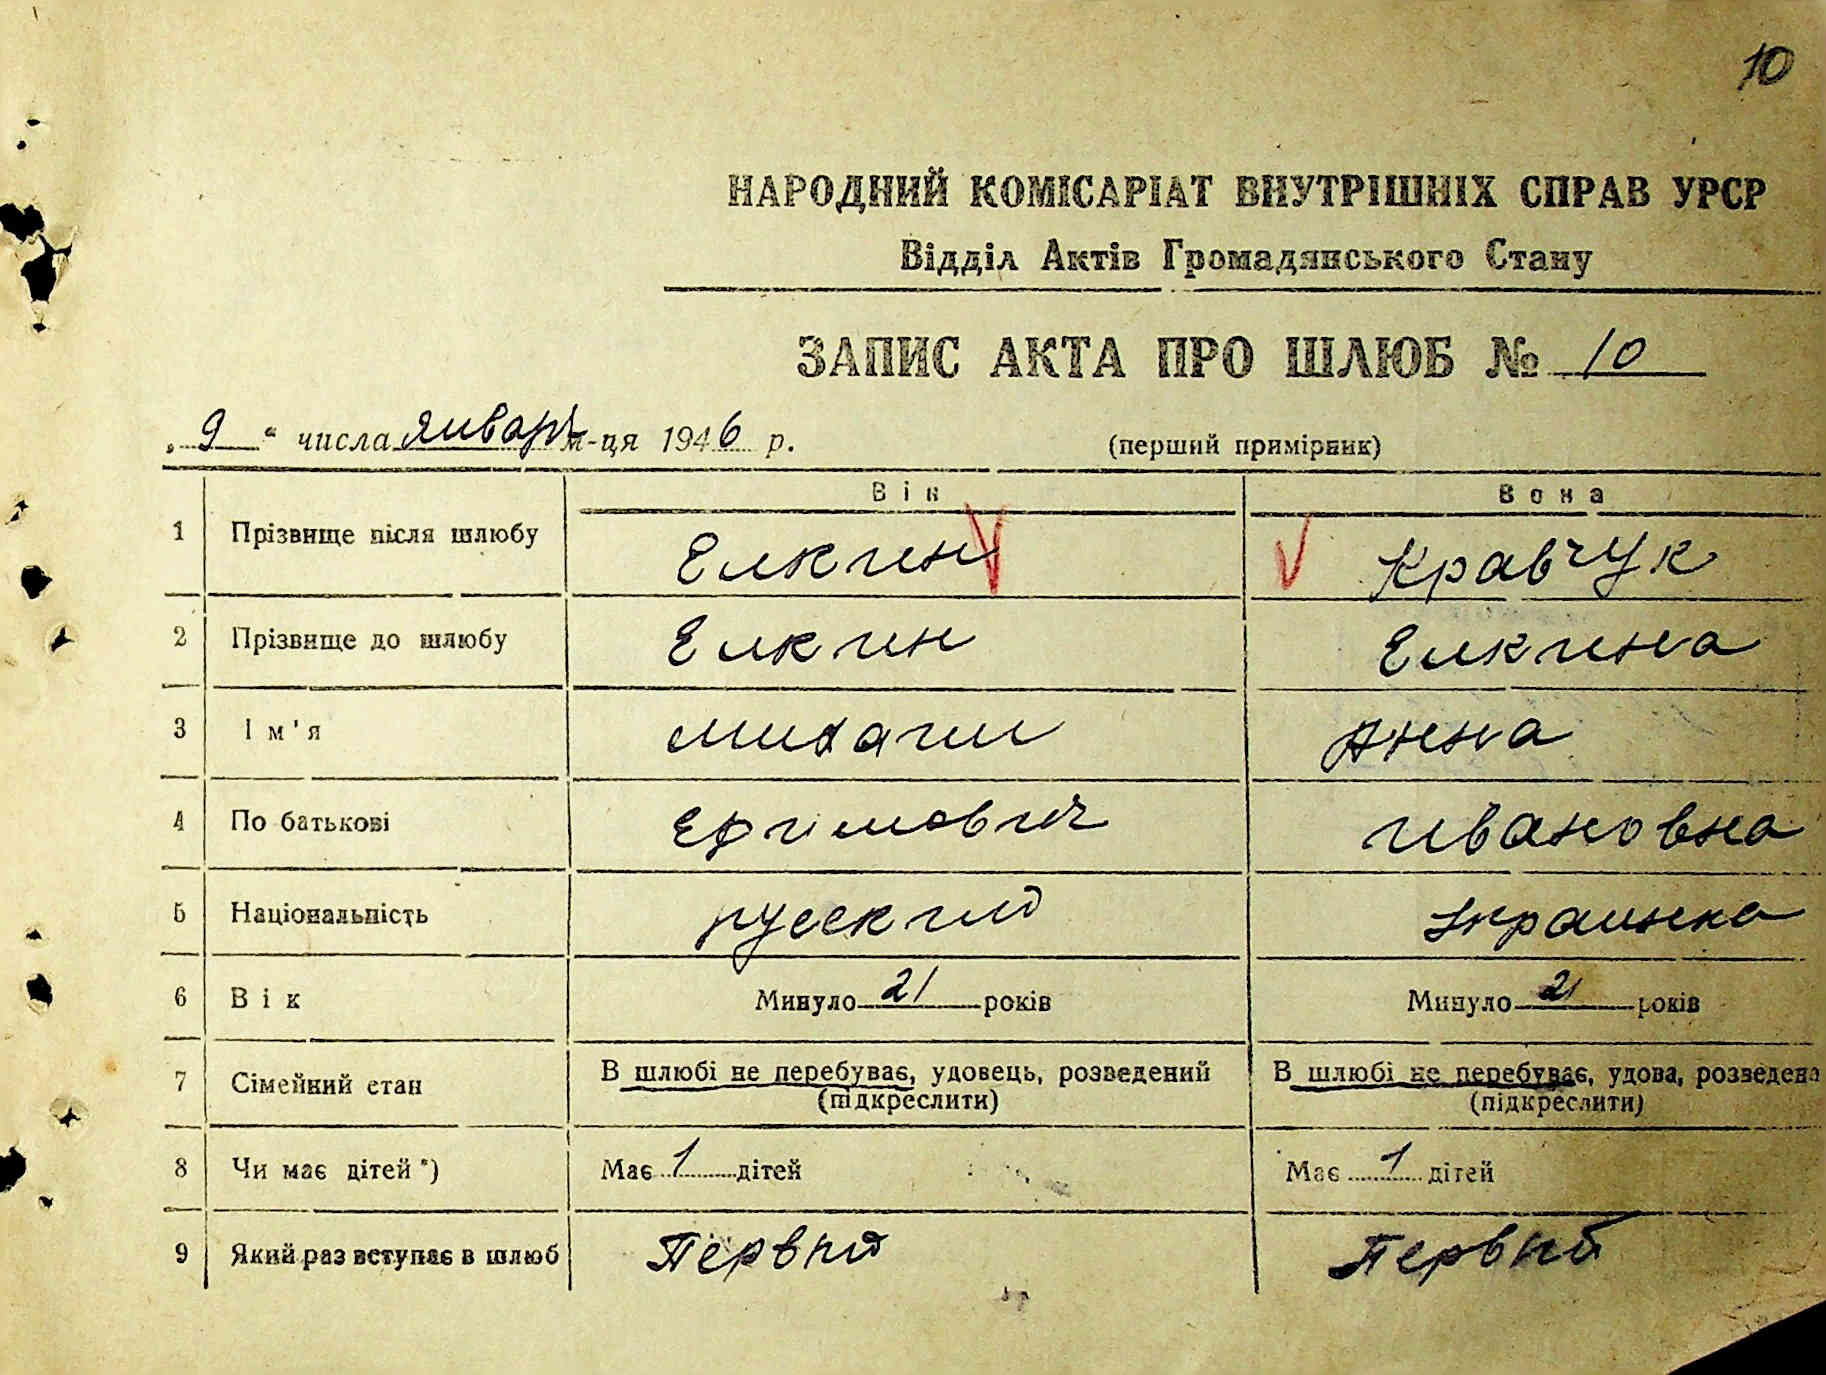 10
НАРОДНИЙ КОМІСАРІАТ ВНУТРІШНІХ СПРАВ УРСР
Відділ Актів Громадянського Стану
ЗАПИС АКТА ПРО ШЛЮБ № 10
„ 9 " числа январь м-ця 1946 р. (перший примірник)
Він Вона
1 Прізвище після шлюбу Елкин Кравчук
2 Прізвище до шлюбу Елкин Елкина
3 Ім'я Михаил Анна
4 По батькові Ефимович Ивановна
5 Національність русский Украинка
6 Вік Минуло 21 років Минуло 21 років
7 Сімейний стан В шлюбі не перебуває, удовець, розведений В шлюбі не перебуває, удова, розведена
(підкреслити) (підкреслити)
8 Чи має дітей *) Має 1 дітей Має 1 дітей
9 Який раз вступає в шлюб Первый Первый